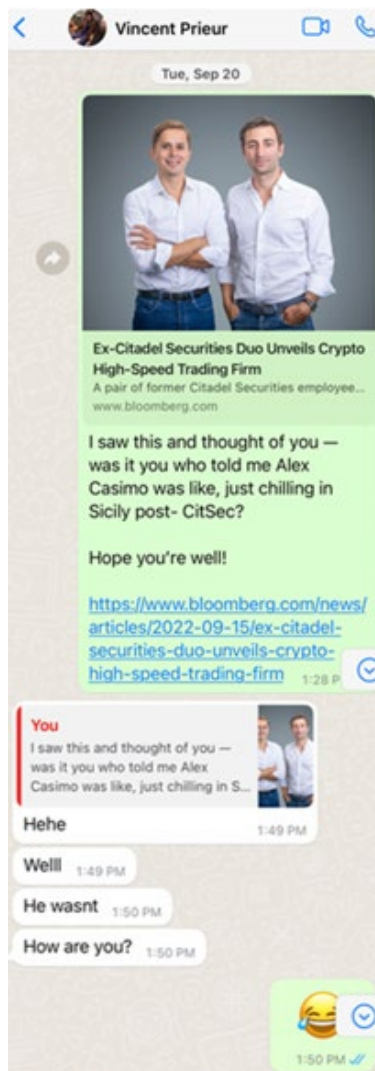 Vincent Prieur
Tue, Sep 20
Ex-Citadel Securities Duo Unveils Crypto
High-Speed Trading Firm
A pair of former Citadel Securities employee...
www.bloomberg.com
I saw this and thought of you —
was it you who told me Alex
Casimo was like, just chilling in
Sicily post- CitSec?
Hope you're well!
https://www.bloomberg.com/news/
articles/2022-09-15/ex-citadel-
securities-duo-unveils-crypto-
high-speed-trading-firm 1:28 P
You
I saw this and thought of you —
was it you who told me Alex
Casimo was like, just chilling in S...
Hehe 1:49 PM
Welll 1:49 PM
He wasnt 1:50 PM
How are you? 1:50 PM
1:50 PM